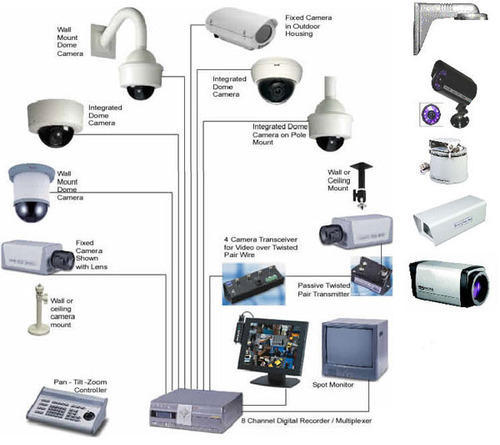 Wall
Mount
Dome
Camera
Fixed Camera
in Outdoor
Housing
Integrated
Dome
Camera
Integrated Dome
Camera
Integrated Dome
Camera on Pole
Mount
Wall
Mount
Dome
Camera
Wall or
Ceiling
Mount
Fixed
Camera
Shown
with Lens
4 Camera Transceiver
for Video over Twisted
Pair Wire
Wall or
ceiling
camera
mount
Passive Twisted
Pair Transmitter
Pan - Tilt -Zoom
Controller
Spot Monitor
8 Channel Digital Recorder / Multiplexer